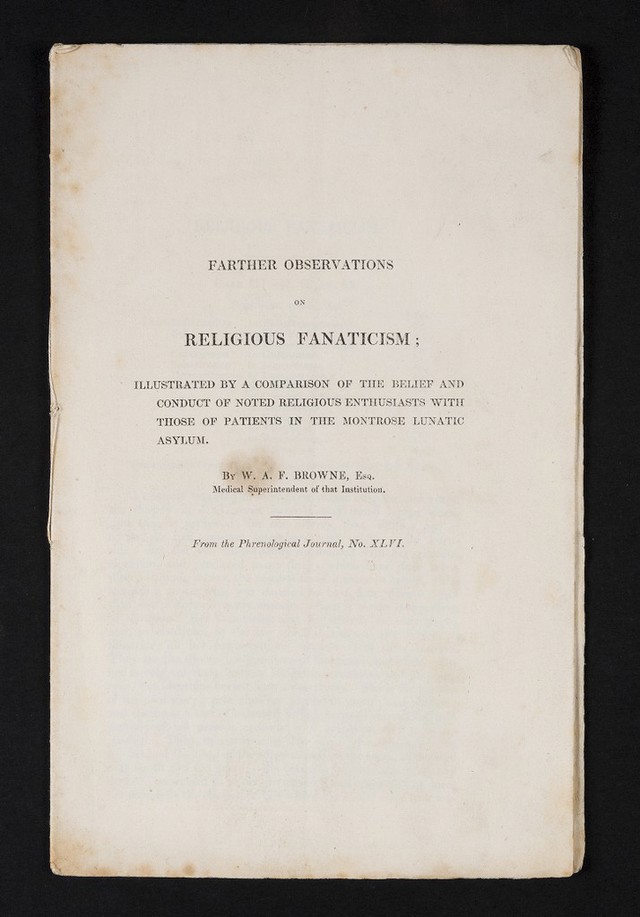 FARTHER OBSERVATIONS
ON
RELIGIOUS FANATICISM;
ILLUSTRATED BY A COMPARISON OF THE BELIEF AND
CONDUCT OF NOTED RELIGIOUS ENTHUSIASTS WITH
THOSE OF PATIENTS IN THE MONTROSE LUNATIC
ASYLUM.
By W. A. F. BROWNE, Esq.
Medical Superintendent of that Institution.
From the Phrenological Journal, No. XLVI.